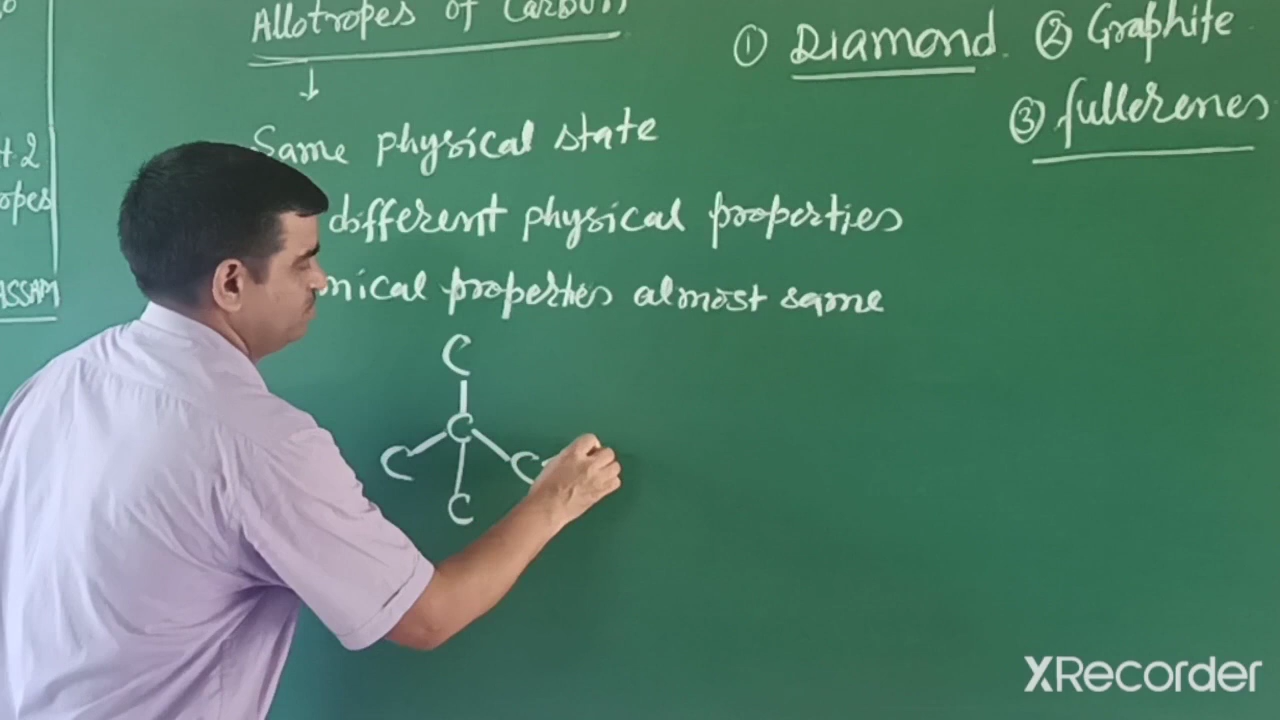 Allotropes of Carbon
① Diamond ② Graphite
③ fullerenes
Same physical state
different physical properties
mical properties almost same
+ 2
opes
ASSAM
C
C
C C
C
XRecorder